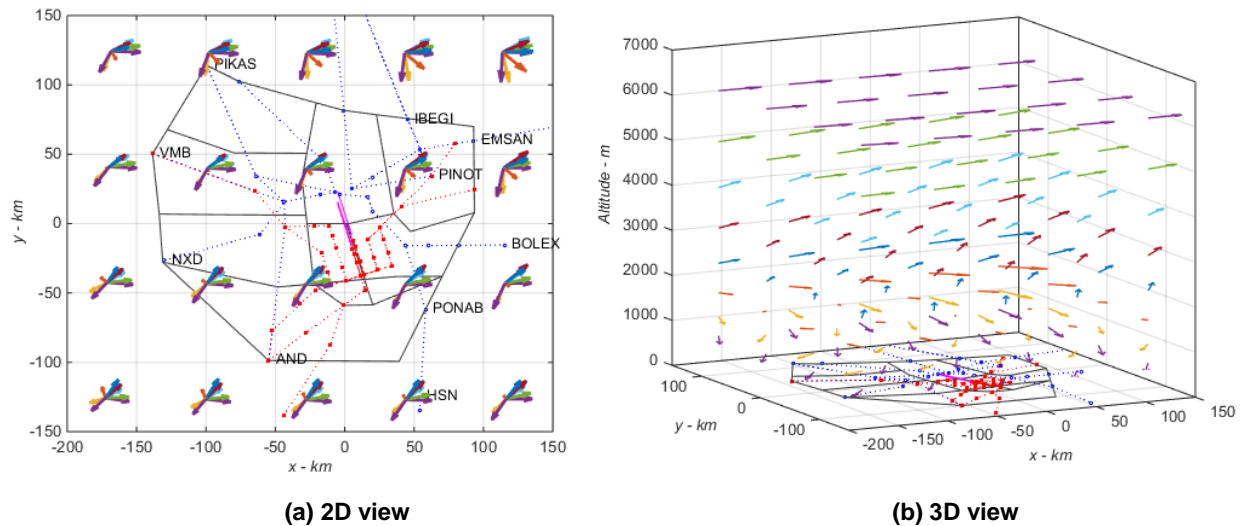 150
100
50
0
-50
-100
-150
y - km
PIKAS
IBEGI
EMSAN
VMB
PINOT
NXD
BOLEX
PONAB
AND
HSN
-200 -150 -100 -50 0 50 100 150
x - km
7000
6000
5000
4000
3000
2000
1000
0
Altitude - m
100
0
-100
y - km
-200 -150 -100 -50 0 50 100 150
x - km
(a) 2D view
(b) 3D view